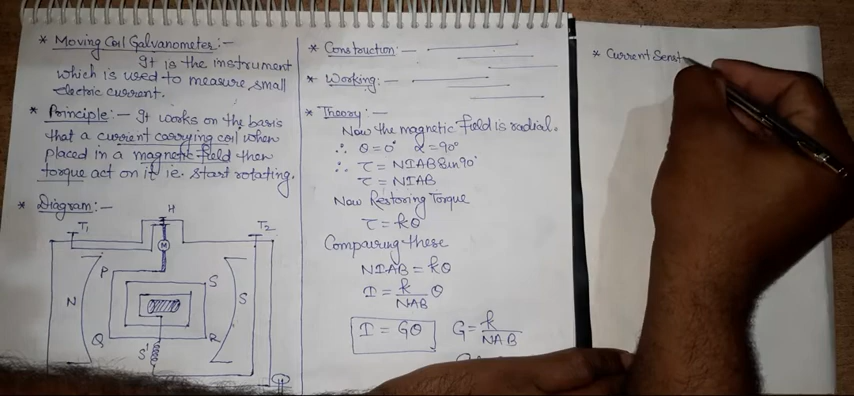 * Moving Coil Galvanometer:-
It is the instrument
which is used to measure small
electric current.
* Principle:- It works on the basis
that a current carrying coil when
placed in a magnetic field then
torque act on it ie. start rotating.
* Diagram:-
H
T1
T2
M
P
N
S
S
Q
R
S'
* Construction:-
* Working:-
* Theory:-
Now the magnetic field is radial.
∴ θ=0° α=90°
∴ τ = NIAB Sin90°
τ = NIAB
Now Restoring Torque
τ = kθ
Comparing these
NIAB = kθ
I = k/NAB θ
I = Gθ G = k/NAB
* Current Sensit